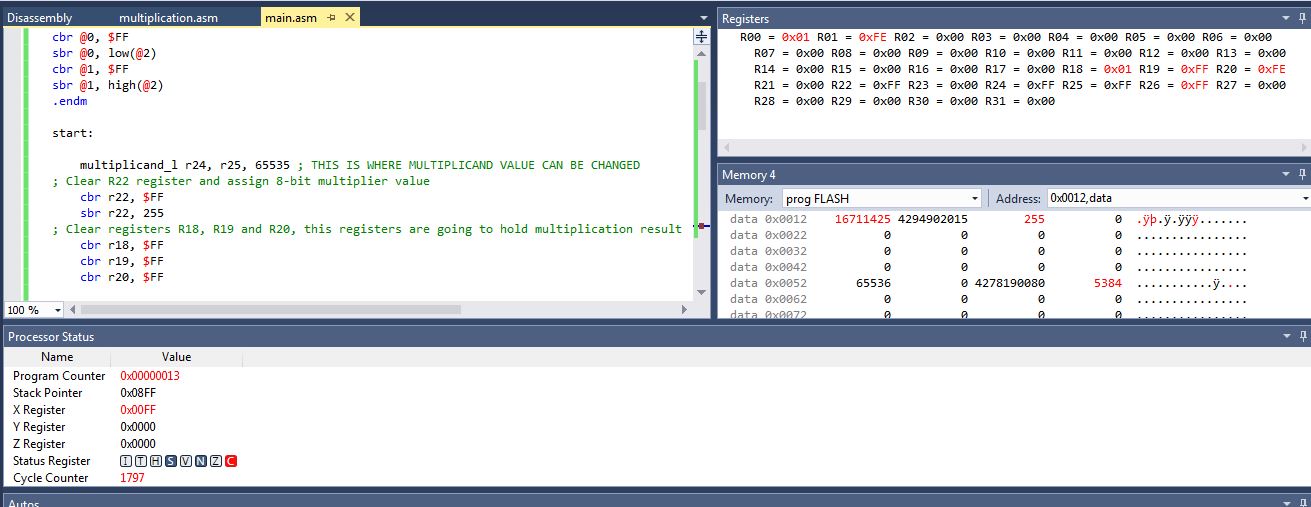 Disassembly multiplication.asm main.asm
cbr @0, $FF
sbr @0, low(@2)
cbr @1, $FF
sbr @1, high(@2)
.endm
start:
multiplicand_l r24, r25, 65535 ; THIS IS WHERE MULTIPLICAND VALUE CAN BE CHANGED
; Clear R22 register and assign 8-bit multiplier value
cbr r22, $FF
sbr r22, 255
; Clear registers R18, R19 and R20, this registers are going to hold multiplication result
cbr r18, $FF
cbr r19, $FF
cbr r20, $FF
100 %
Registers
R00 = 0x01 R01 = 0xFE R02 = 0x00 R03 = 0x00 R04 = 0x00 R05 = 0x00 R06 = 0x00
R07 = 0x00 R08 = 0x00 R09 = 0x00 R10 = 0x00 R11 = 0x00 R12 = 0x00 R13 = 0x00
R14 = 0x00 R15 = 0x00 R16 = 0x00 R17 = 0x00 R18 = 0x01 R19 = 0xFF R20 = 0xFE
R21 = 0x00 R22 = 0xFF R23 = 0x00 R24 = 0xFF R25 = 0xFF R26 = 0xFF R27 = 0x00
R28 = 0x00 R29 = 0x00 R30 = 0x00 R31 = 0x00
Memory 4
Memory: prog FLASH Address: 0x0012,data
data 0x0012 16711425 4294902015 255 0 .ÿþ.ÿ.ÿÿÿ.......
data 0x0022 0 0 0 0 ................
data 0x0032 0 0 0 0 ................
data 0x0042 0 0 0 0 ................
data 0x0052 65536 0 4278190080 5384 ...........ÿ....
data 0x0062 0 0 0 0 ................
data 0x0072 0 0 0 0 ................
Processor Status
Name Value
Program Counter 0x00000013
Stack Pointer 0x08FF
X Register 0x00FF
Y Register 0x0000
Z Register 0x0000
Status Register I T H S V N Z C
Cycle Counter 1797
Autos